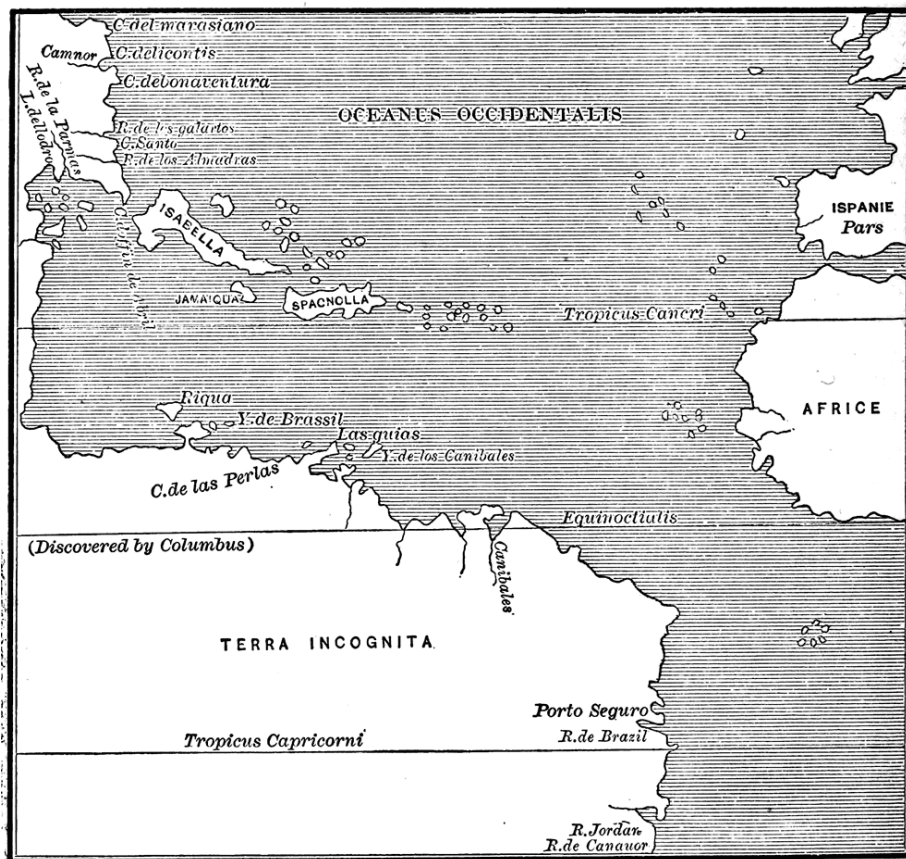 C. del marasiano
C. delicontis
Camnor
C. debonaventura
R. de la Parmas
L. dellodro
OCEANUS OCCIDENTALIS
R. de los galartos
C. Santo
R. de los Almadras
ISABELLA
ISPANIE
Pars
JAMAIQUA
SPAGNOLLA
Tropicus Cancri
AFRICE
Riqua
Y. de Brassil
Las guias
Y. de los Canibales
C. de las Perlas
Equinoctialis
(Discovered by Columbus)
Canibales
TERRA INCOGNITA
Porto Seguro
R. de Brazil
Tropicus Capricorni
R. Jordan
R. de Canauor